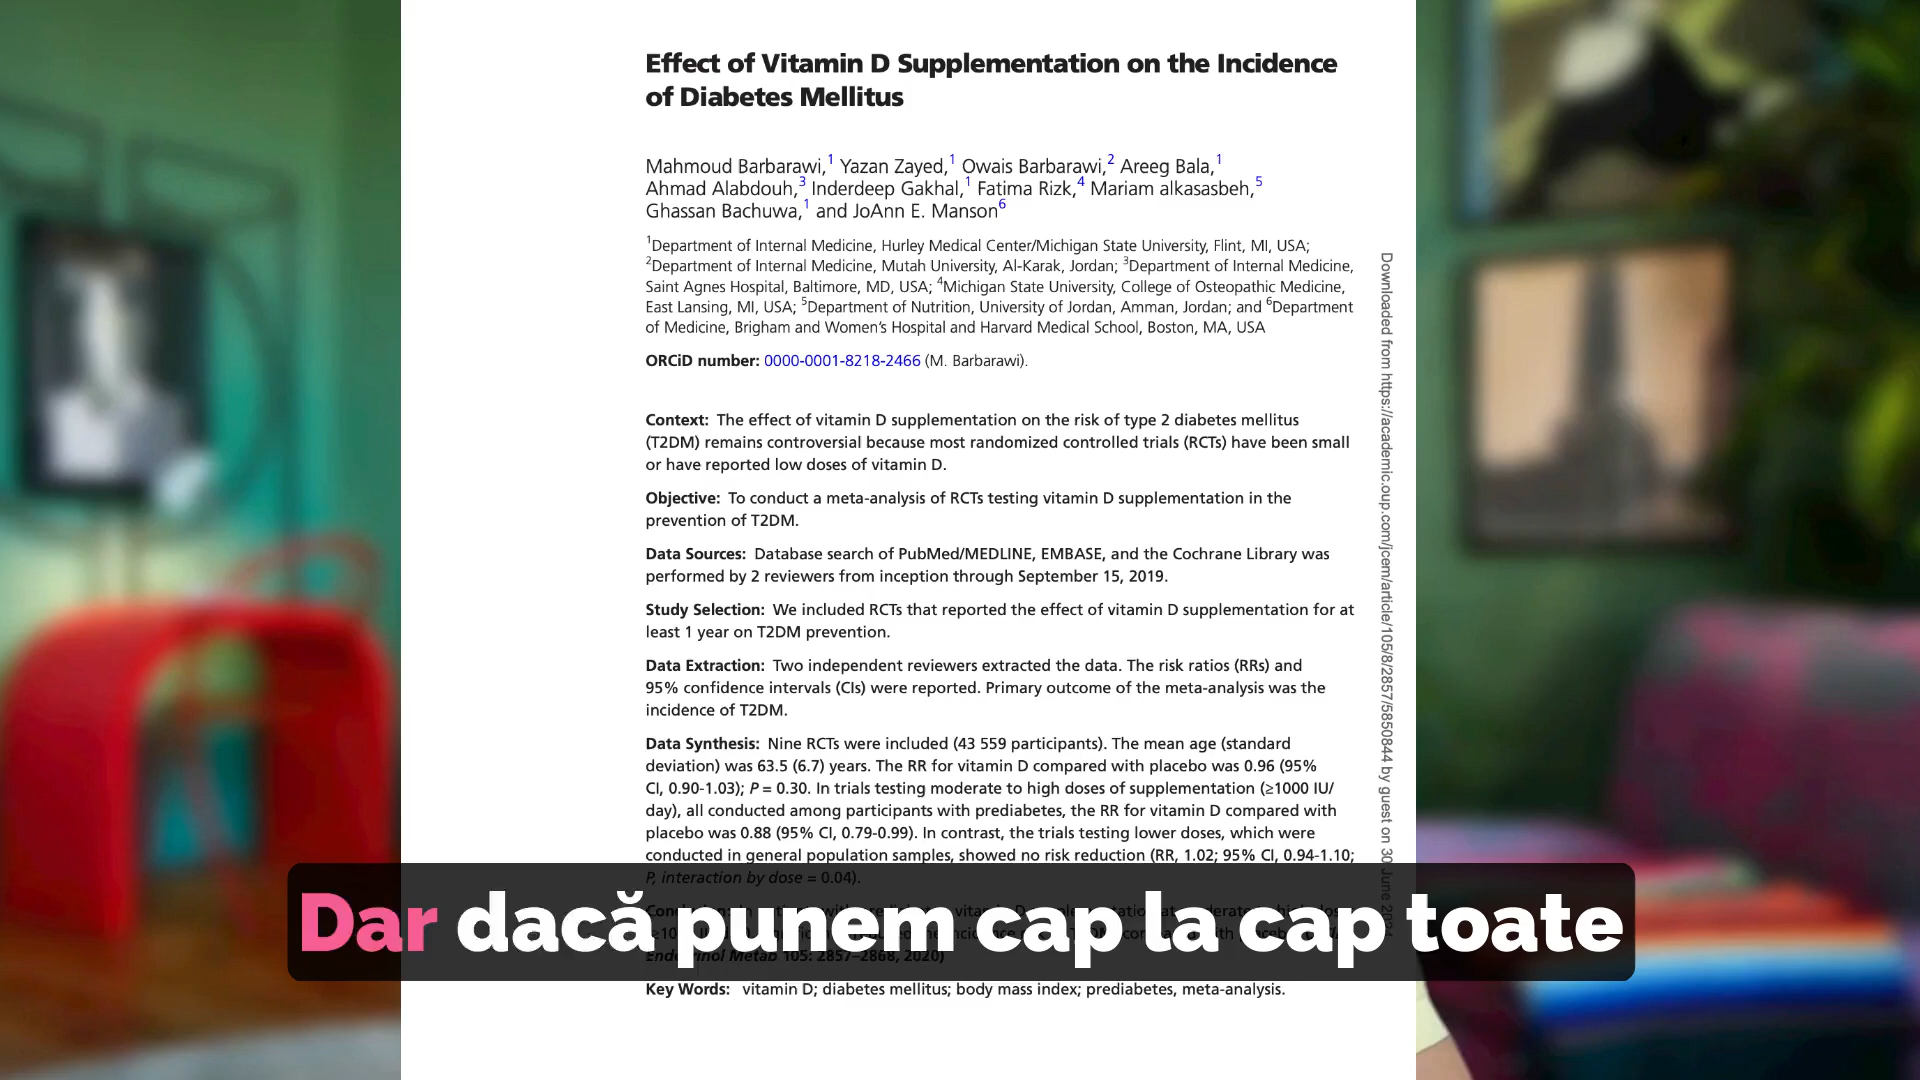 Effect of Vitamin D Supplementation on the Incidence
of Diabetes Mellitus
Mahmoud Barbarawi,1 Yazan Zayed,1 Owais Barbarawi,2 Areeg Bala,1
Ahmad Alabdouh,3 Inderdeep Gakhal,1 Fatima Rizk,4 Mariam alkasasbeh,5
Ghassan Bachuwa,1 and JoAnn E. Manson6
1Department of Internal Medicine, Hurley Medical Center/Michigan State University, Flint, MI, USA;
2Department of Internal Medicine, Mutah University, Al-Karak, Jordan; 3Department of Internal Medicine,
Saint Agnes Hospital, Baltimore, MD, USA; 4Michigan State University, College of Osteopathic Medicine,
East Lansing, MI, USA; 5Department of Nutrition, University of Jordan, Amman, Jordan; and 6Department
of Medicine, Brigham and Women's Hospital and Harvard Medical School, Boston, MA, USA
ORCiD number: 0000-0001-8218-2466 (M. Barbarawi).
Context: The effect of vitamin D supplementation on the risk of type 2 diabetes mellitus
(T2DM) remains controversial because most randomized controlled trials (RCTs) have been small
or have reported low doses of vitamin D.
Objective: To conduct a meta-analysis of RCTs testing vitamin D supplementation in the
prevention of T2DM.
Data Sources: Database search of PubMed/MEDLINE, EMBASE, and the Cochrane Library was
performed by 2 reviewers from inception through September 15, 2019.
Study Selection: We included RCTs that reported the effect of vitamin D supplementation for at
least 1 year on T2DM prevention.
Data Extraction: Two independent reviewers extracted the data. The risk ratios (RRs) and
95% confidence intervals (CIs) were reported. Primary outcome of the meta-analysis was the
incidence of T2DM.
Data Synthesis: Nine RCTs were included (43 559 participants). The mean age (standard
deviation) was 63.5 (6.7) years. The RR for vitamin D compared with placebo was 0.96 (95%
CI, 0.90-1.03); P = 0.30. In trials testing moderate to high doses of supplementation (≥1000 IU/
day), all conducted among participants with prediabetes, the RR for vitamin D compared with
placebo was 0.88 (95% CI, 0.79-0.99). In contrast, the trials testing lower doses, which were
conducted in general population samples, showed no risk reduction (RR, 1.02; 95% CI, 0.94-1.10;
P, interaction by dose = 0.04).
Dar dacă punem cap la cap toate
Metab 105: 2857–2868, 2020)
Key Words: vitamin D; diabetes mellitus; body mass index; prediabetes, meta-analysis.
Downloaded from https://academic.oup.com/jcem/article/105/8/2857/5850844 by guest on 30 June